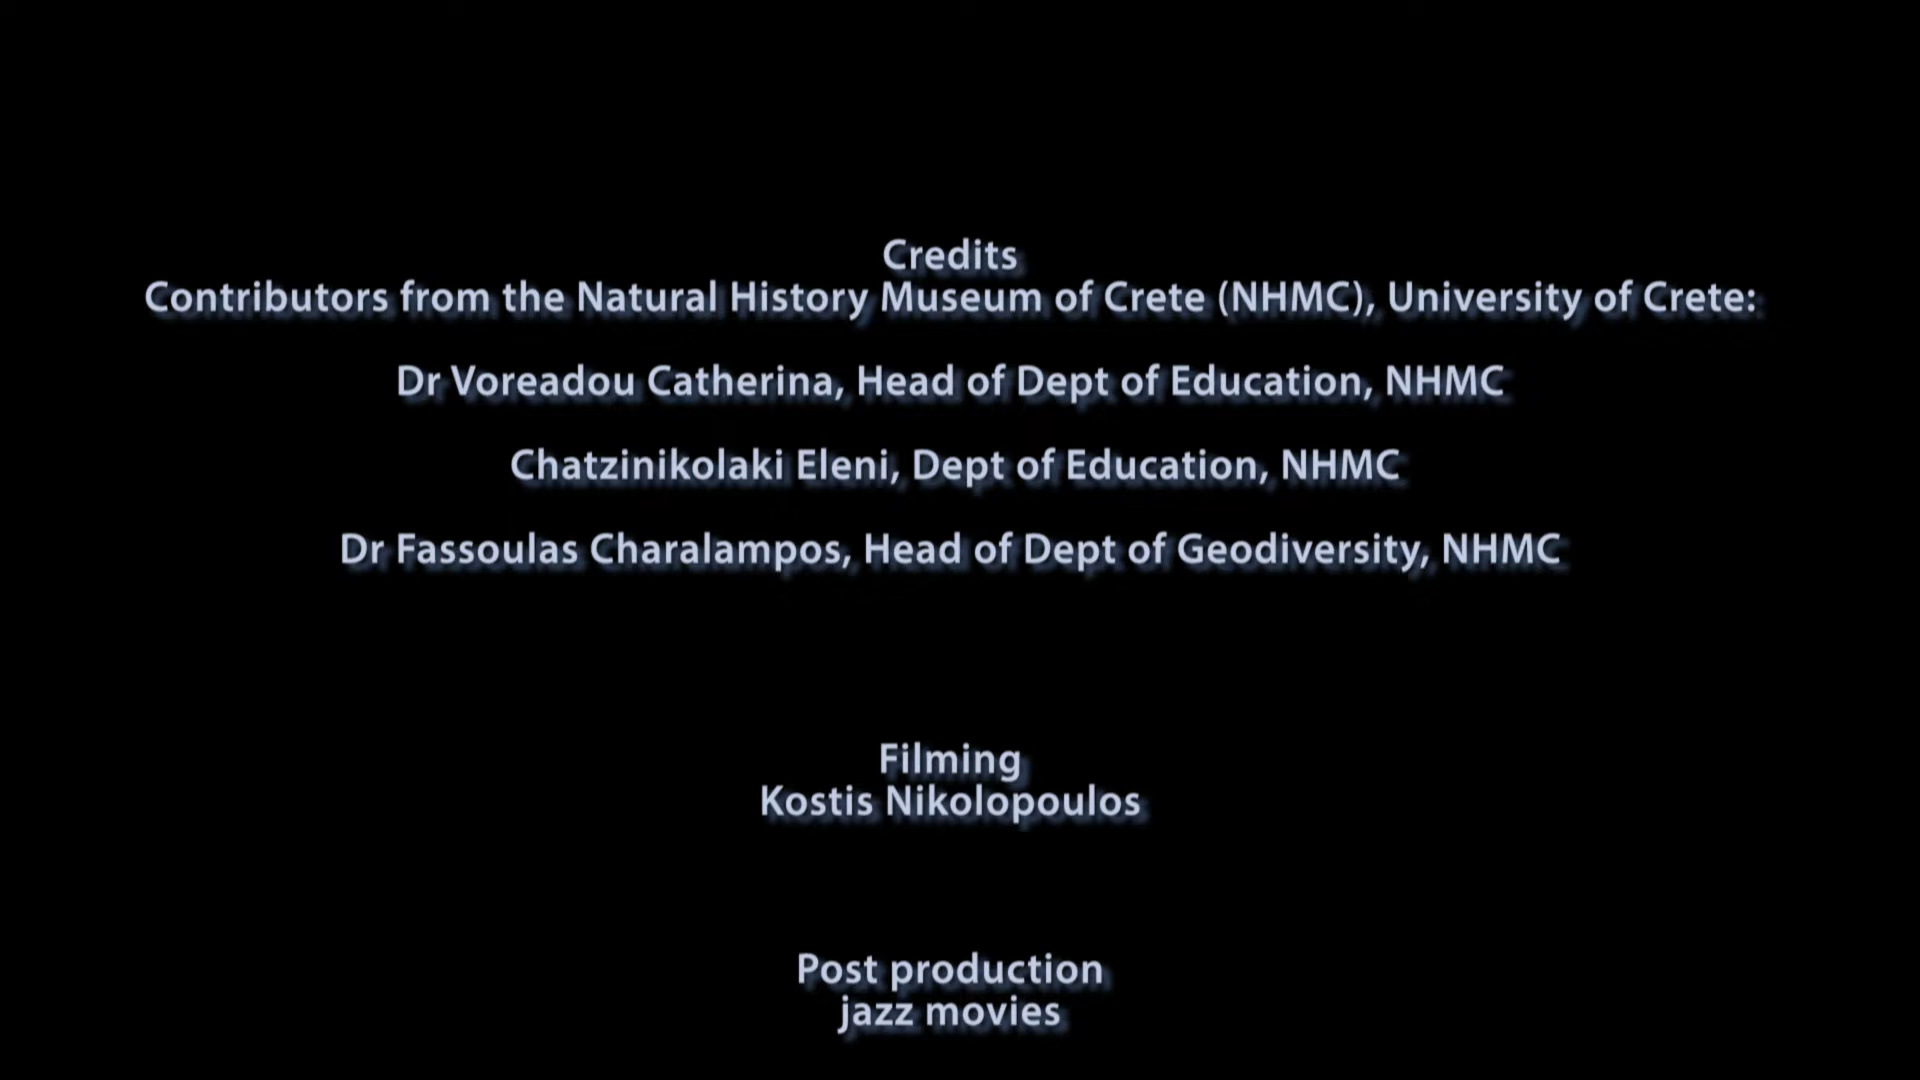 Credits
Contributors from the Natural History Museum of Crete (NHMC), University of Crete:
Dr Voreadou Catherina, Head of Dept of Education, NHMC
Chatzinikolaki Eleni, Dept of Education, NHMC
Dr Fassoulas Charalampos, Head of Dept of Geodiversity, NHMC
Filming
Kostis Nikolopoulos
Post production
jazz movies